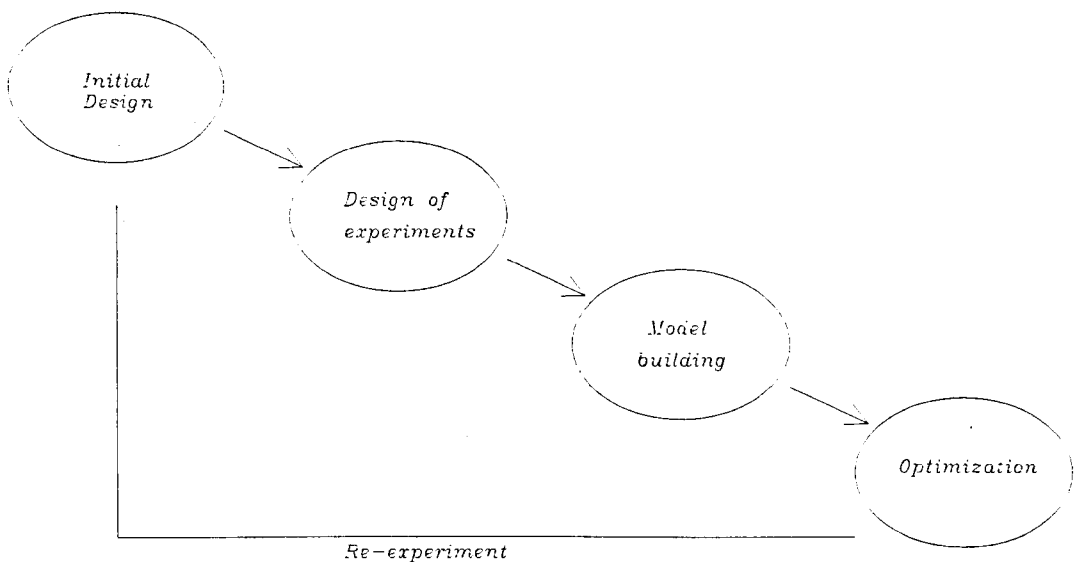 Initial
Design
Design of
experiments
Model
building
Optimization
Re-experiment